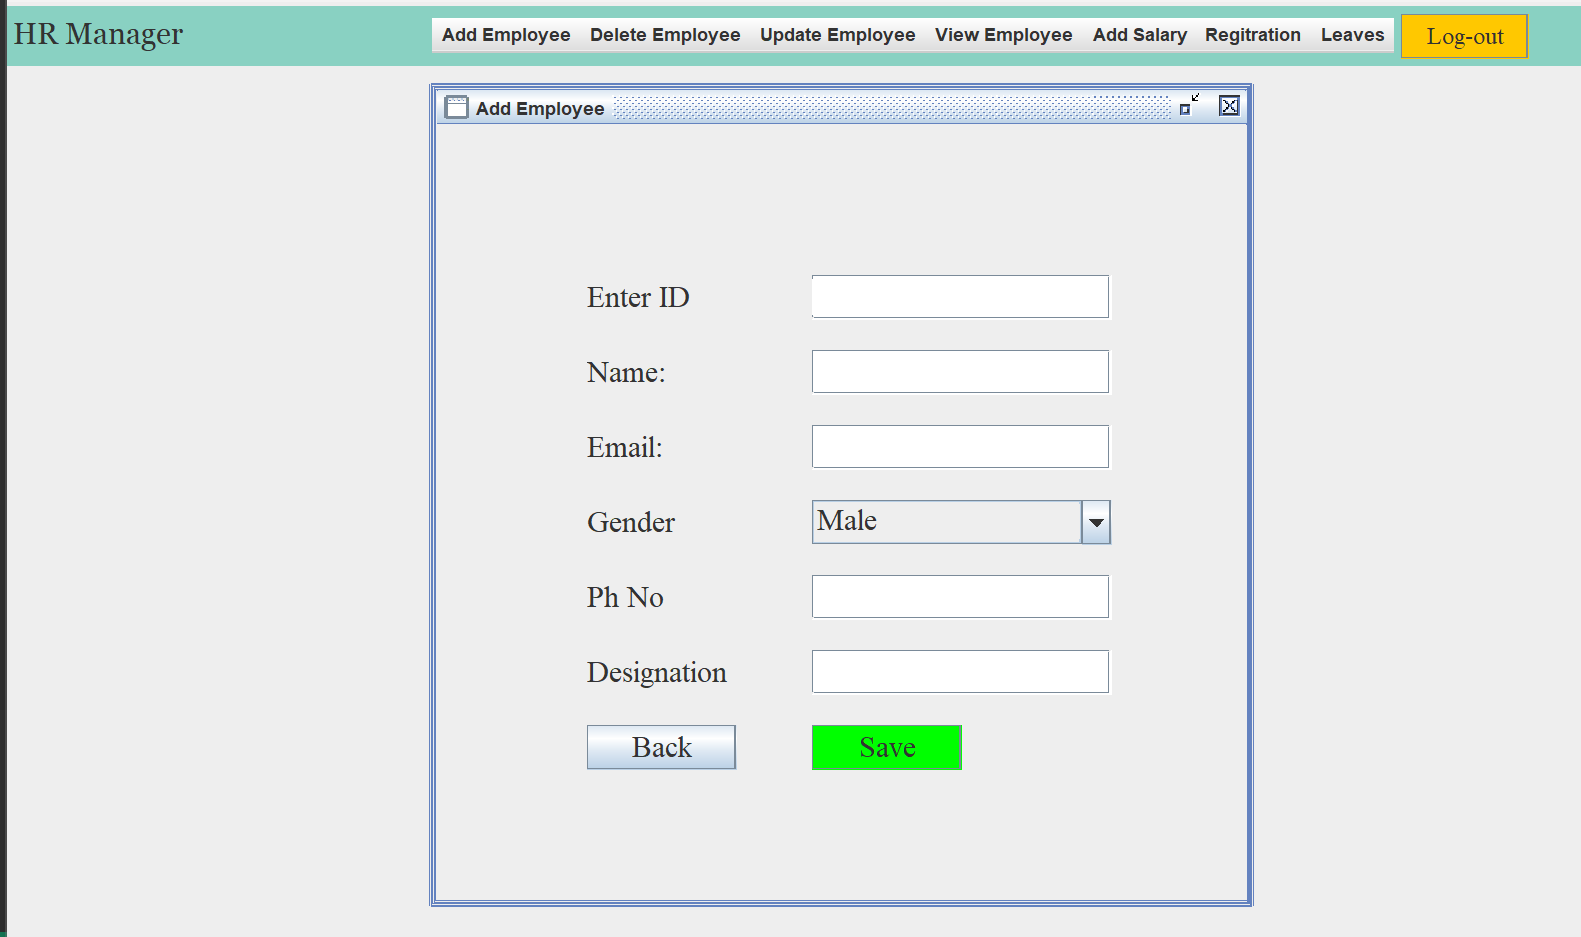 HR Manager
Add Employee Delete Employee Update Employee View Employee Add Salary Regitration Leaves Log-out
Add Employee
Enter ID
Name:
Email:
Gender Male
Ph No
Designation
Back Save